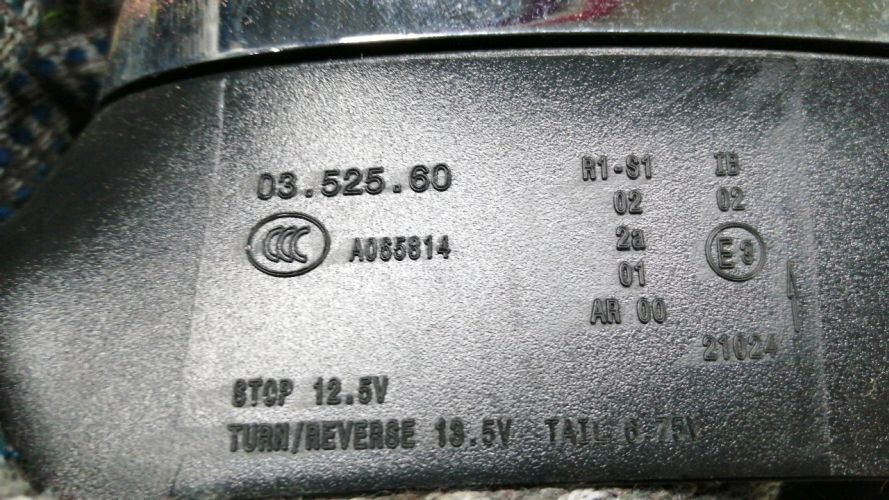 03.525.60
CCC A065814
R1-S1 IB
02 02
2a
01
AR 00
21024
STOP 12.5V
TURN/REVERSE 13.5V TAIL 6.75V